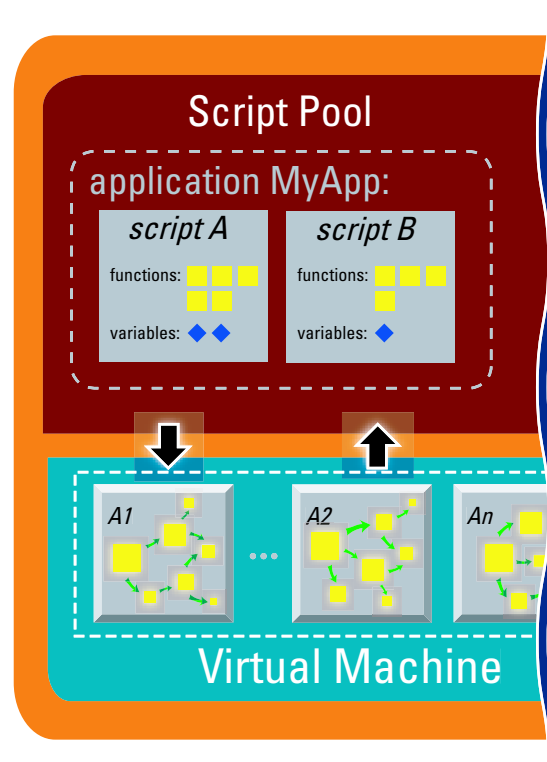 Script Pool
application MyApp:
script A
functions:
variables:
script B
functions:
variables:
A1
...
A2
An
Virtual Machine